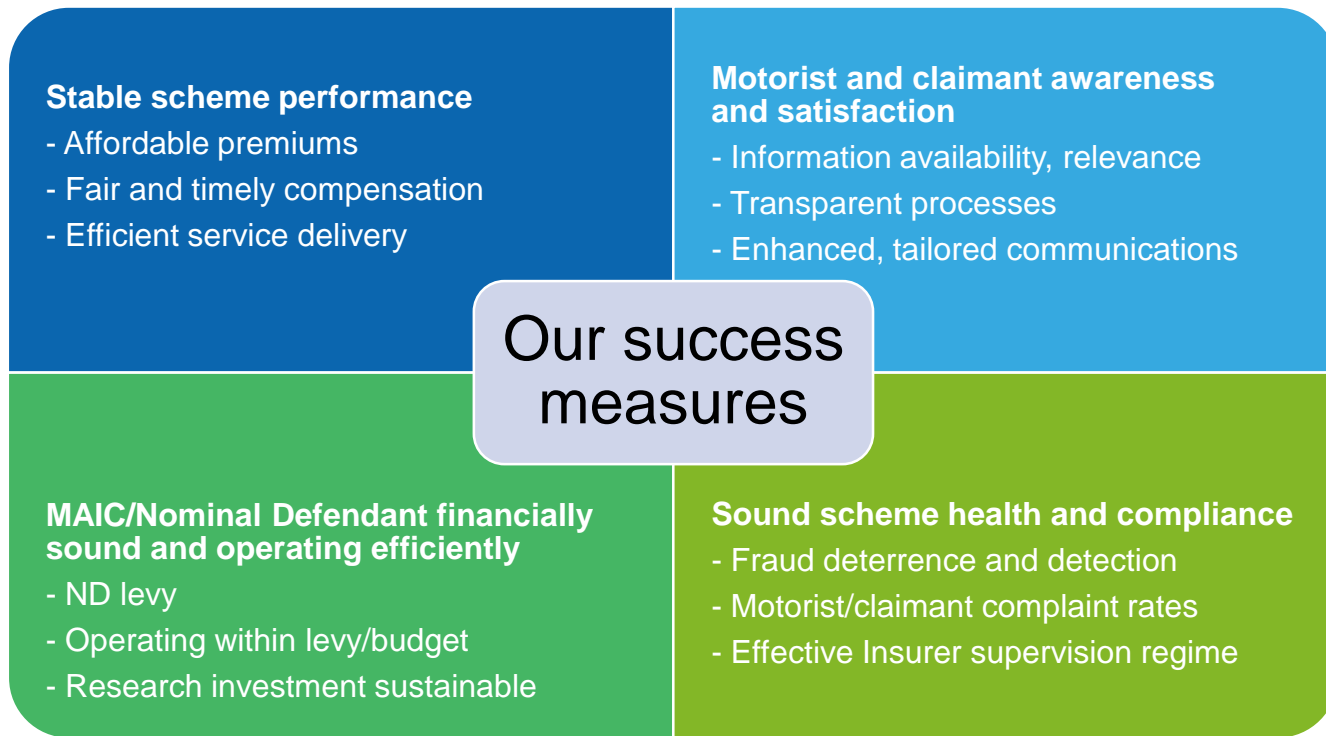 Stable scheme performance
- Affordable premiums
- Fair and timely compensation
- Efficient service delivery
Motorist and claimant awareness
and satisfaction
- Information availability, relevance
- Transparent processes
- Enhanced, tailored communications
Our success
measures
MAIC/Nominal Defendant financially
sound and operating efficiently
- ND levy
- Operating within levy/budget
- Research investment sustainable
Sound scheme health and compliance
- Fraud deterrence and detection
- Motorist/claimant complaint rates
- Effective Insurer supervision regime